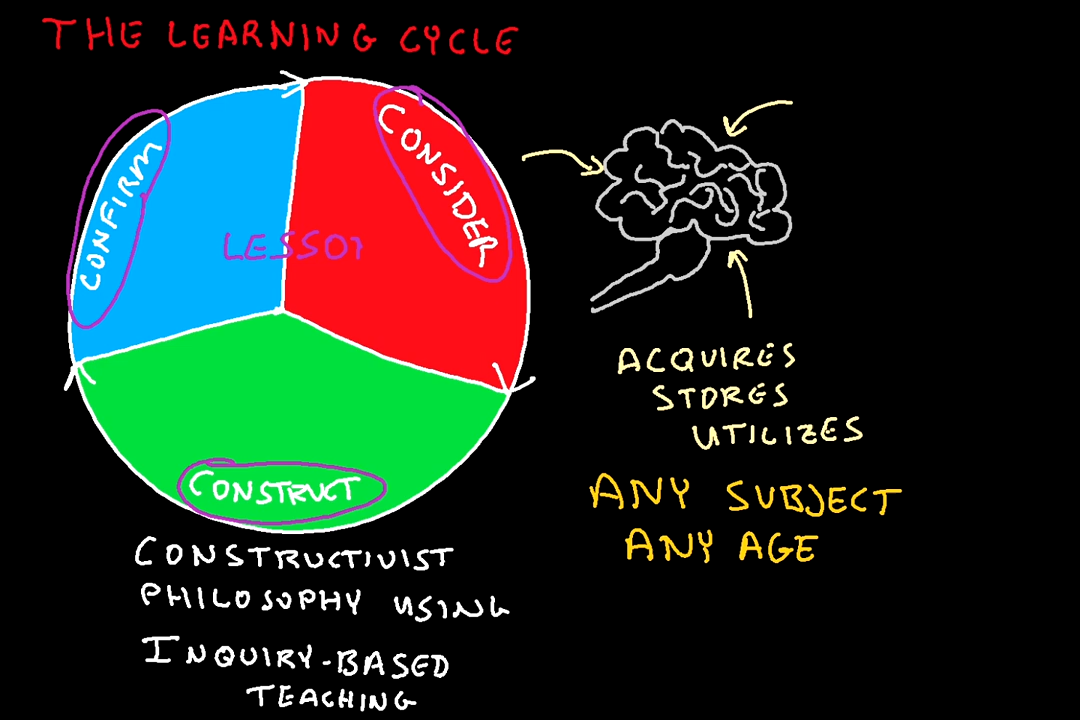 THE LEARNING CYCLE
CONFIRM
CONSIDER
LESSO
CONSTRUCT
ACQUIRES
STORES
UTILIZES
ANY SUBJECT
ANY AGE
CONSTRUCTIVIST
PHILOSOPHY USING
INQUIRY-BASED
TEACHING